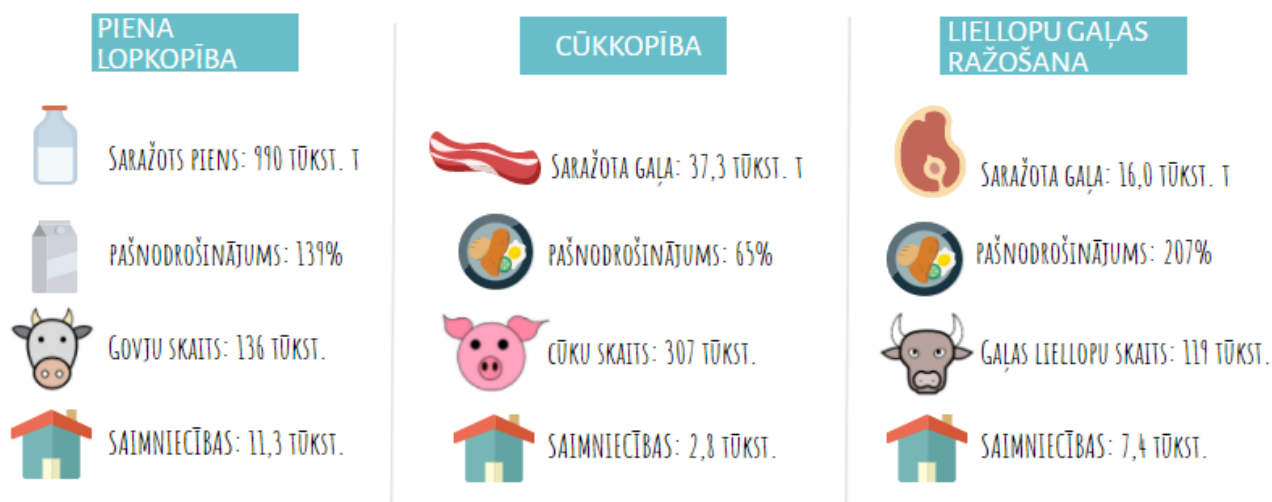 PIENA
LOPKOPĪBA
SARAŽOTS PIENS: 990 TŪKST. T
PAŠNODROŠINĀJUMS: 139%
GOVJU SKAITS: 136 TŪKST.
SAIMNIECĪBAS: 11,3 TŪKST.
CŪKKOPĪBA
SARAŽOTA GAĻA: 37,3 TŪKST. T
PAŠNODROŠINĀJUMS: 65%
CŪKU SKAITS: 307 TŪKST.
SAIMNIECĪBAS: 2,8 TŪKST.
LIELLOPU GAĻAS
RAŽOŠANA
SARAŽOTA GAĻA: 16,0 TŪKST. T
PAŠNODROŠINĀJUMS: 207%
GAĻAS LIELLOPU SKAITS: 119 TŪKST.
SAIMNIECĪBAS: 7,4 TŪKST.